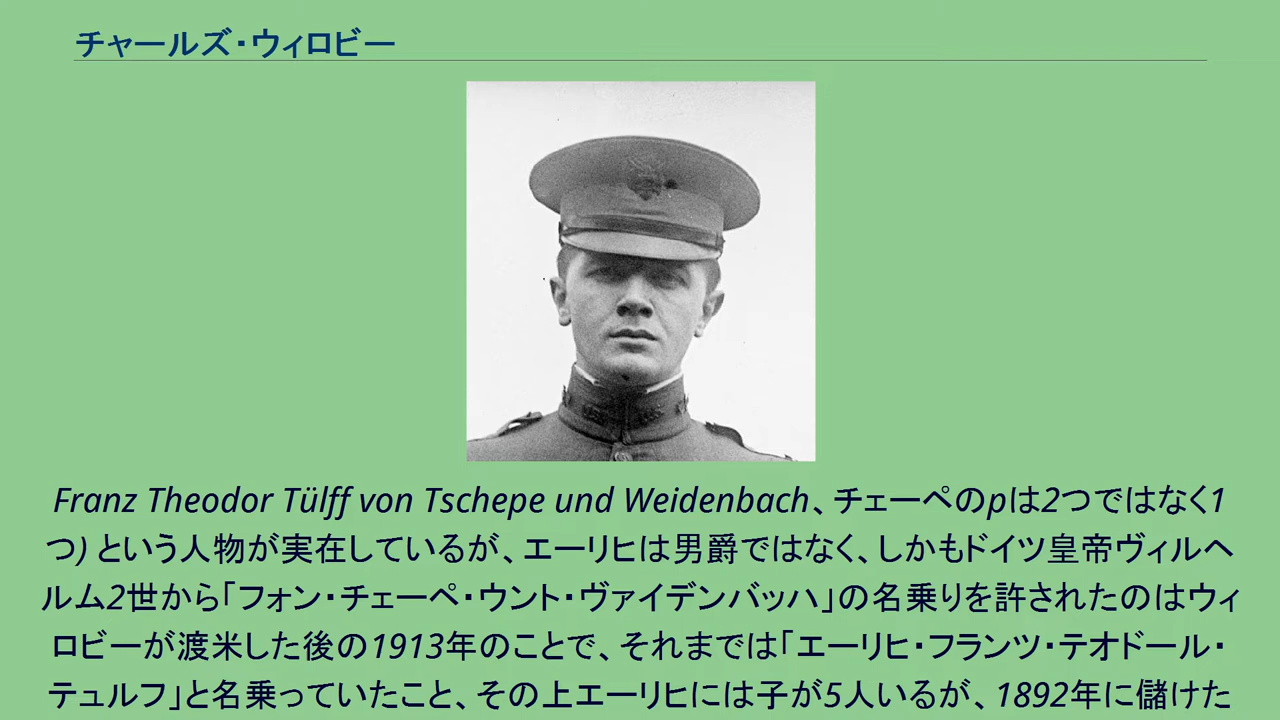 チャールズ・ウィロビー
Franz Theodor Tülff von Tschepe und Weidenbach、チェーペのpは2つではなく1
つ) という人物が実在しているが、エーリヒは男爵ではなく、しかもドイツ皇帝ヴィルヘ
ルム2世から「フォン・チェーペ・ウント・ヴァイデンバッハ」の名乗りを許されたのはウィ
ロビーが渡米した後の1913年のことで、それまでは「エーリヒ・フランツ・テオドール・
テュルフ」と名乗っていたこと、その上エーリヒには子が5人いるが、1892年に儲けた